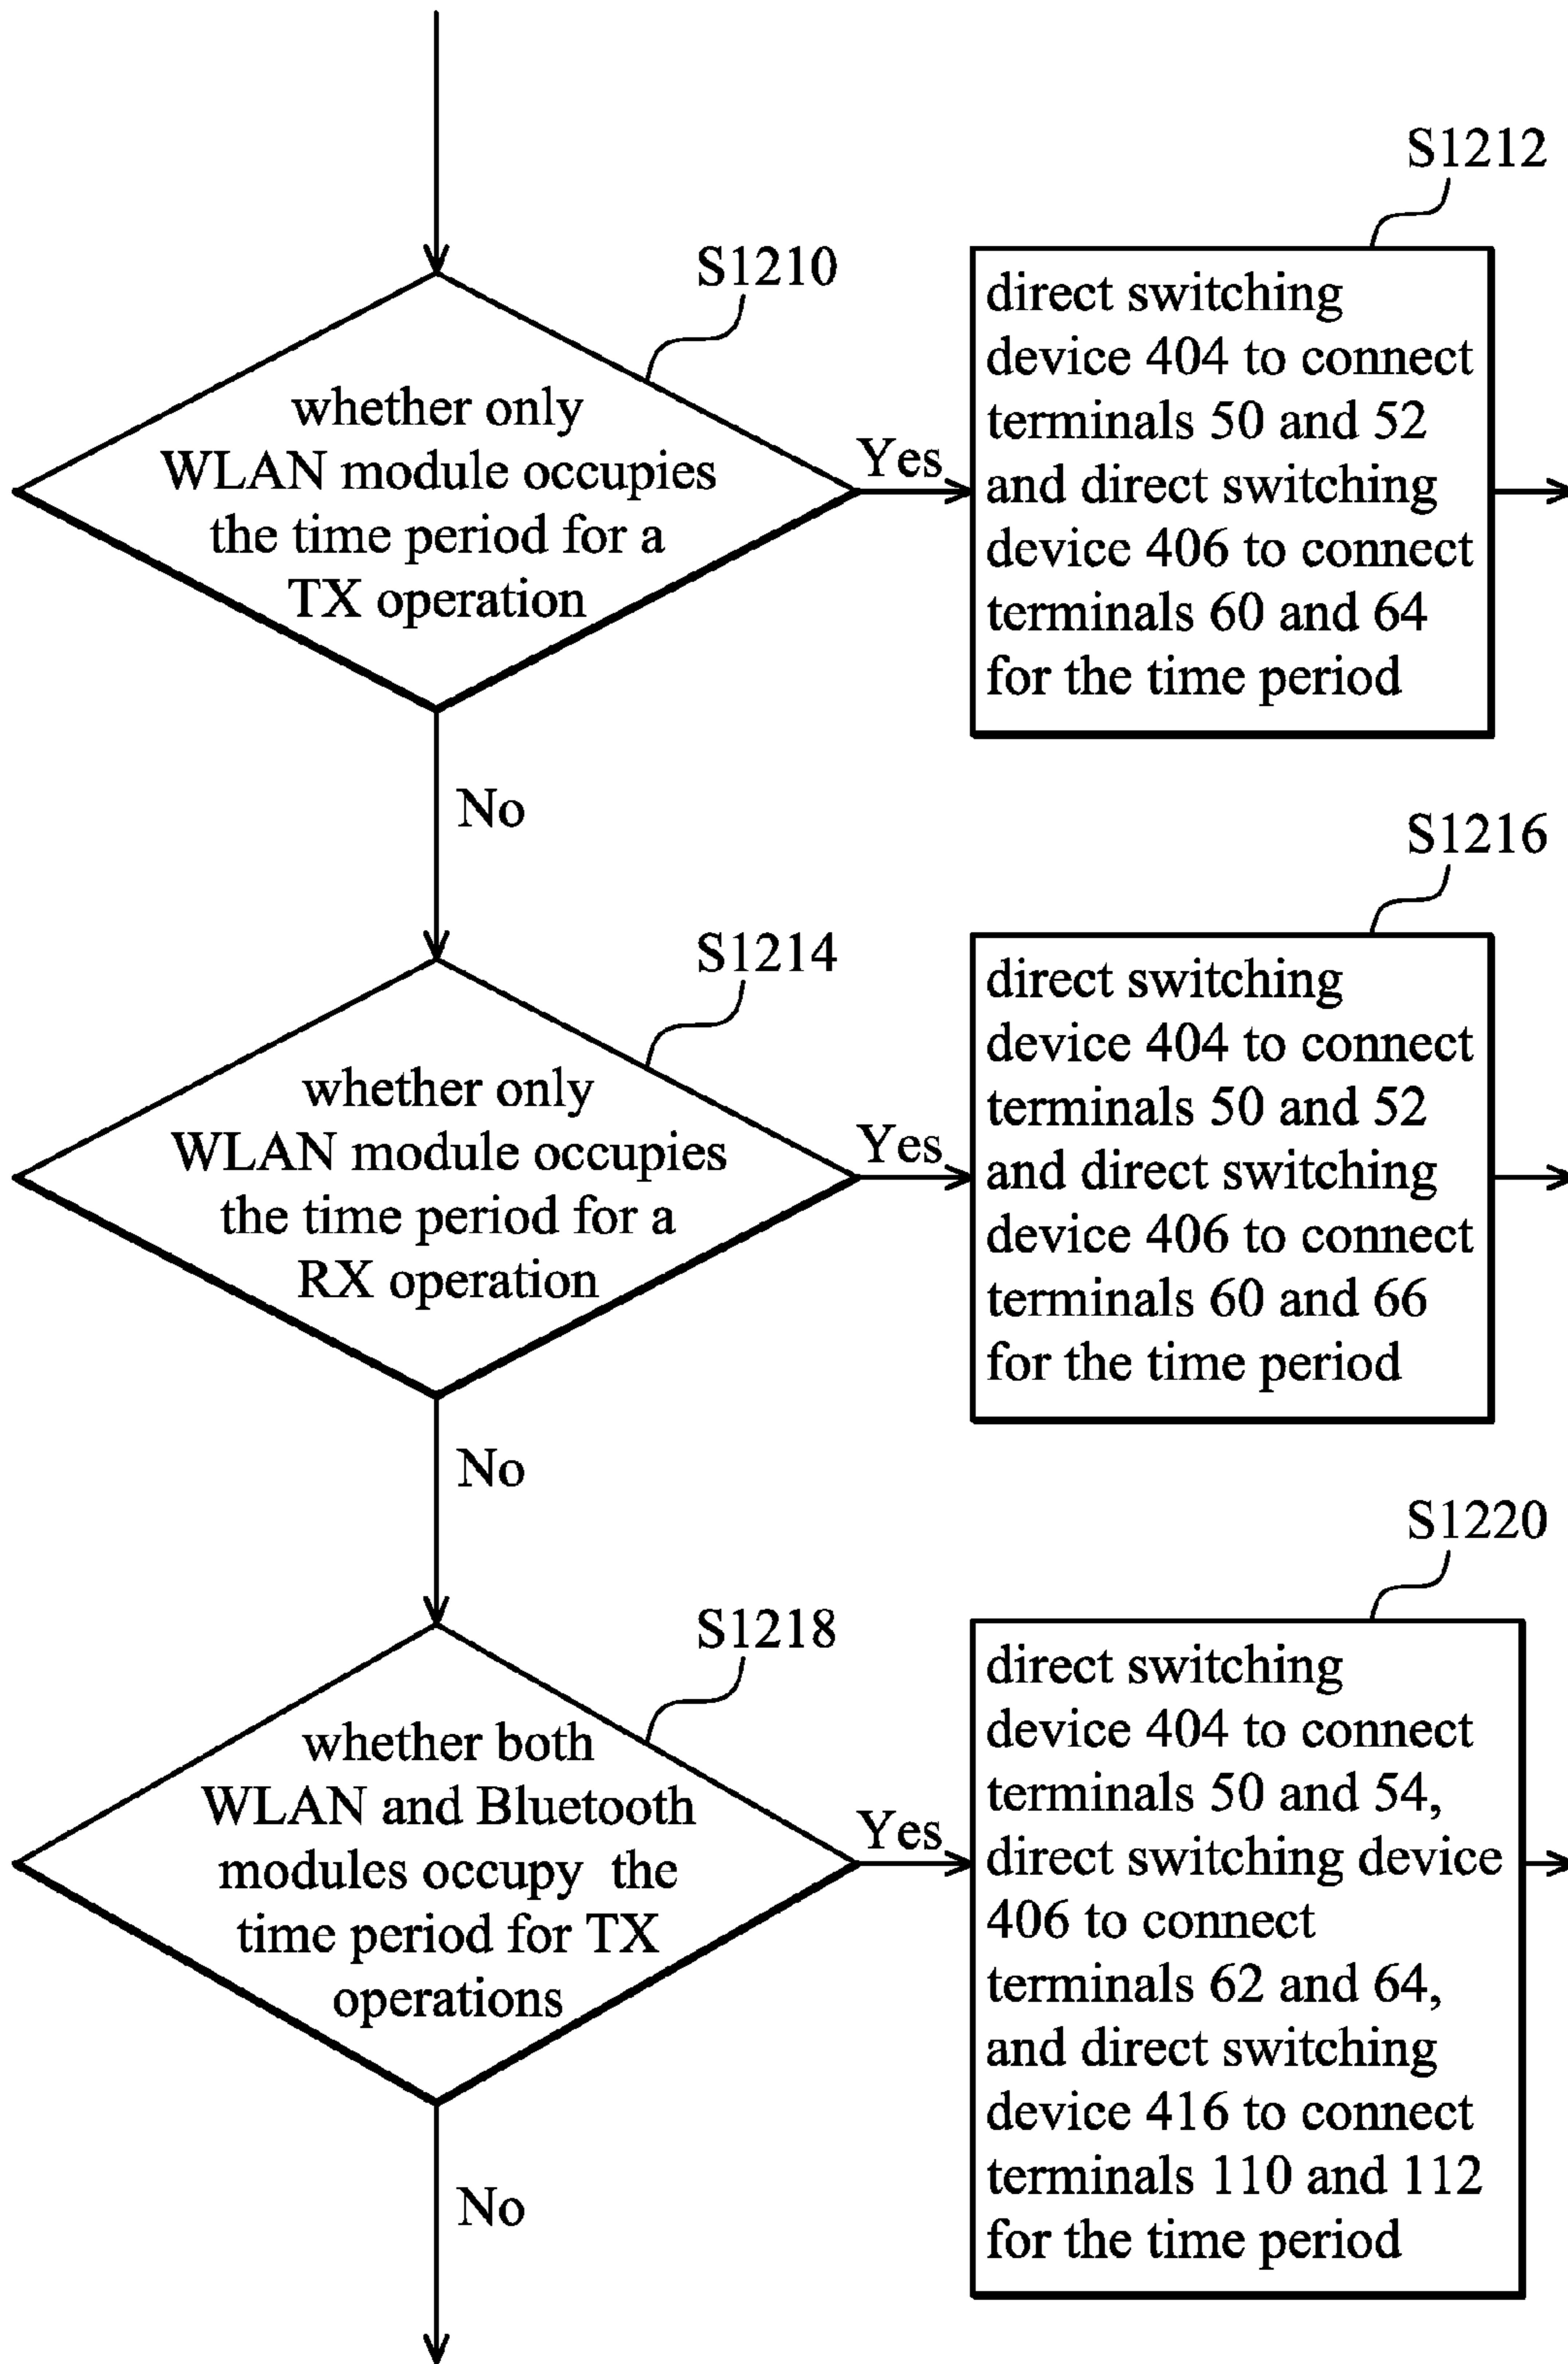 S1210
whether only
WLAN module occupies
the time period for a
TX operation
Yes
S1212
direct switching
device 404 to connect
terminals 50 and 52
and direct switching
device 406 to connect
terminals 60 and 64
for the time period
No
S1214
whether only
WLAN module occupies
the time period for a
RX operation
Yes
S1216
direct switching
device 404 to connect
terminals 50 and 52
and direct switching
device 406 to connect
terminals 60 and 66
for the time period
No
S1218
whether both
WLAN and Bluetooth
modules occupy the
time period for TX
operations
Yes
S1220
direct switching
device 404 to connect
terminals 50 and 54,
direct switching device
406 to connect
terminals 62 and 64,
and direct switching
device 416 to connect
terminals 110 and 112
for the time period
No